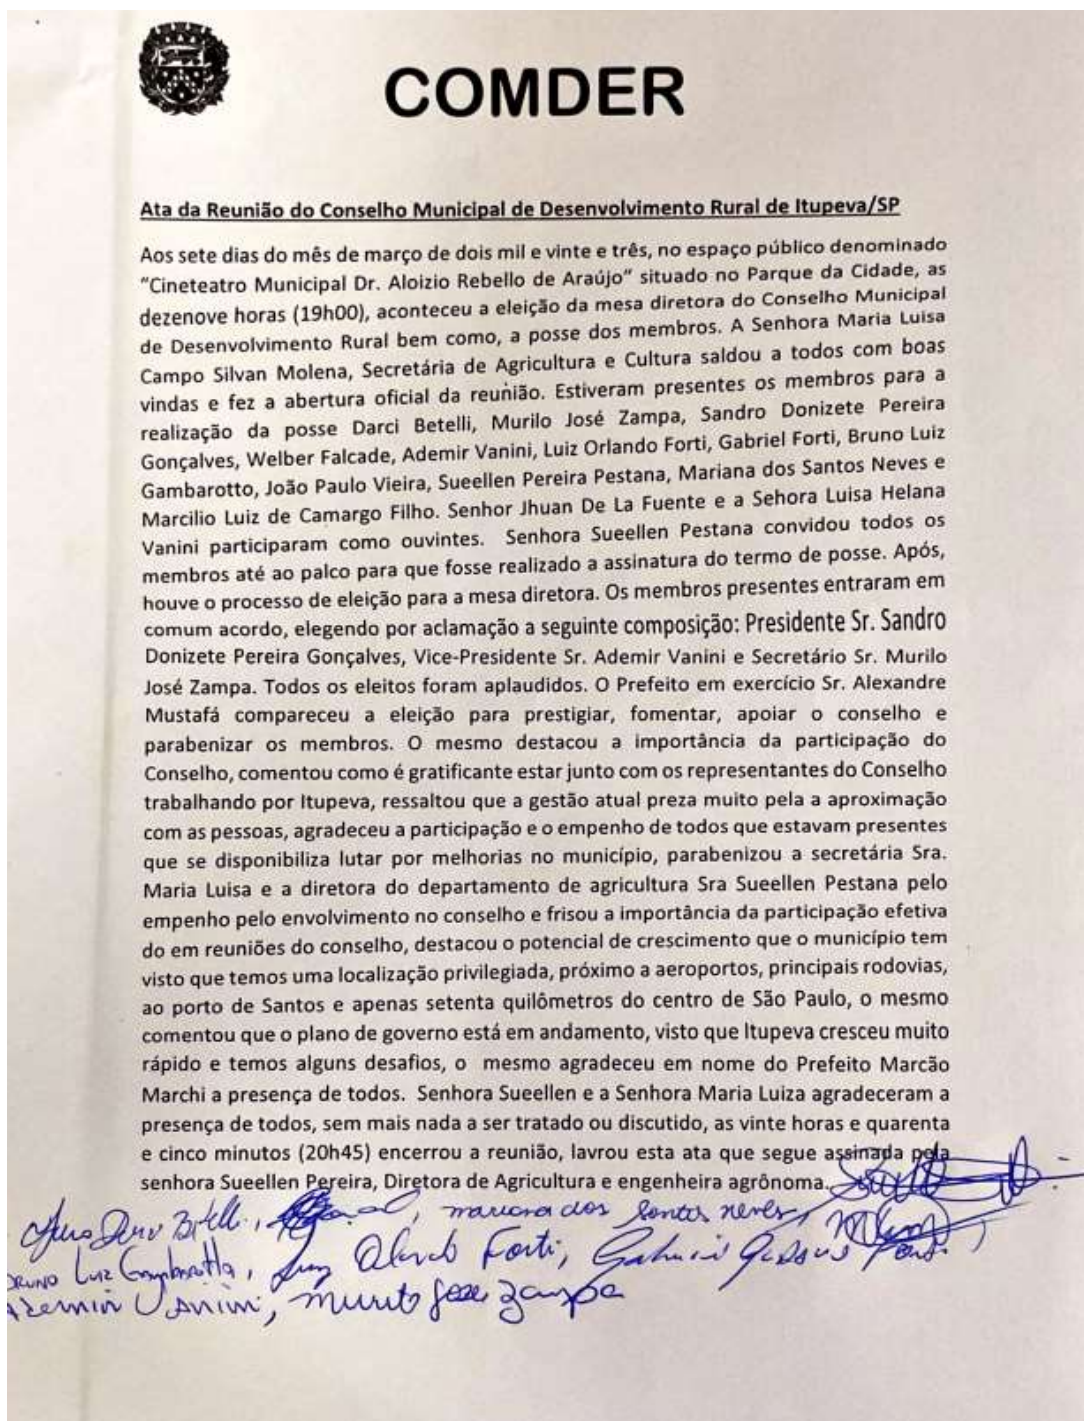 COMDER
Ata da Reunião do Conselho Municipal de Desenvolvimento Rural de Itupeva/SP
Aos sete dias do mês de março de dois mil e vinte e três, no espaço público denominado
"Cineteatro Municipal Dr. Aloizio Rebello de Araújo" situado no Parque da Cidade, as
dezenove horas (19h00), aconteceu a eleição da mesa diretora do Conselho Municipal
de Desenvolvimento Rural bem como, a posse dos membros. A Senhora Maria Luisa
Campo Silvan Molena, Secretária de Agricultura e Cultura saldou a todos com boas
vindas e fez a abertura oficial da reunião. Estiveram presentes os membros para a
realização da posse Darci Betelli, Murilo José Zampa, Sandro Donizete Pereira
Gonçalves, Welber Falcade, Ademir Vanini, Luiz Orlando Forti, Gabriel Forti, Bruno Luiz
Gambarotto, João Paulo Vieira, Sueellen Pereira Pestana, Mariana dos Santos Neves e
Marcilio Luiz de Camargo Filho. Senhor Jhuan De La Fuente e a Sehora Luisa Helana
Vanini participaram como ouvintes. Senhora Sueellen Pestana convidou todos os
membros até ao palco para que fosse realizado a assinatura do termo de posse. Após,
houve o processo de eleição para a mesa diretora. Os membros presentes entraram em
comum acordo, elegendo por aclamação a seguinte composição: Presidente Sr. Sandro
Donizete Pereira Gonçalves, Vice-Presidente Sr. Ademir Vanini e Secretário Sr. Murilo
José Zampa. Todos os eleitos foram aplaudidos. O Prefeito em exercício Sr. Alexandre
Mustafá compareceu a eleição para prestigiar, fomentar, apoiar o conselho e
parabenizar os membros. O mesmo destacou a importância da participação do
Conselho, comentou como é gratificante estar junto com os representantes do Conselho
trabalhando por Itupeva, ressaltou que a gestão atual preza muito pela a aproximação
com as pessoas, agradeceu a participação e o empenho de todos que estavam presentes
que se disponibiliza lutar por melhorias no município, parabenizou a secretária Sra.
Maria Luisa e a diretora do departamento de agricultura Sra Sueellen Pestana pelo
empenho pelo envolvimento no conselho e frisou a importância da participação efetiva
do em reuniões do conselho, destacou o potencial de crescimento que o município tem
visto que temos uma localização privilegiada, próximo a aeroportos, principais rodovias,
ao porto de Santos e apenas setenta quilômetros do centro de São Paulo, o mesmo
comentou que o plano de governo está em andamento, visto que Itupeva cresceu muito
rápido e temos alguns desafios, o mesmo agradeceu em nome do Prefeito Marcão
Marchi a presença de todos. Senhora Sueellen e a Senhora Maria Luiza agradeceram a
presença de todos, sem mais nada a ser tratado ou discutido, as vinte horas e quarenta
e cinco minutos (20h45) encerrou a reunião, lavrou esta ata que segue assinada pela
senhora Sueellen Pereira, Diretora de Agricultura e engenheira agrônoma.
mariana dos Santos neves,
Bruno Luiz Gambarotto, Forti,
Ademir Vanini, Murilo José Zampa